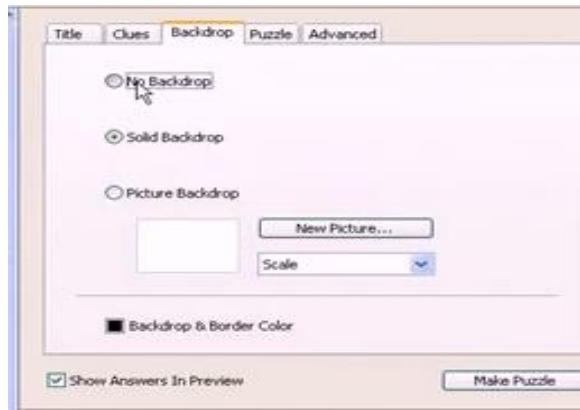 Title Clues Backdrop Puzzle Advanced
No Backdrop
Solid Backdrop
Picture Backdrop
New Picture...
Scale
Backdrop & Border Color
Show Answers In Preview Make Puzzle